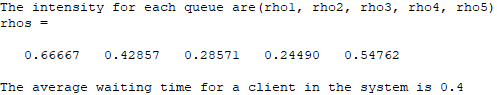 The intensity for each queue are(rho1, rho2, rho3, rho4, rho5)
rhos =
0.66667 0.42857 0.28571 0.24490 0.54762
The average waiting time for a client in the system is 0.4